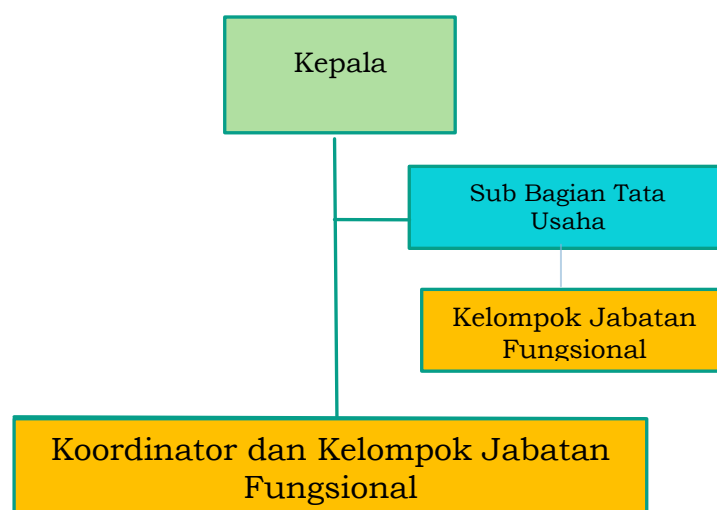 Kepala
Sub Bagian Tata
Usaha
Kelompok Jabatan
Fungsional
Koordinator dan Kelompok Jabatan
Fungsional